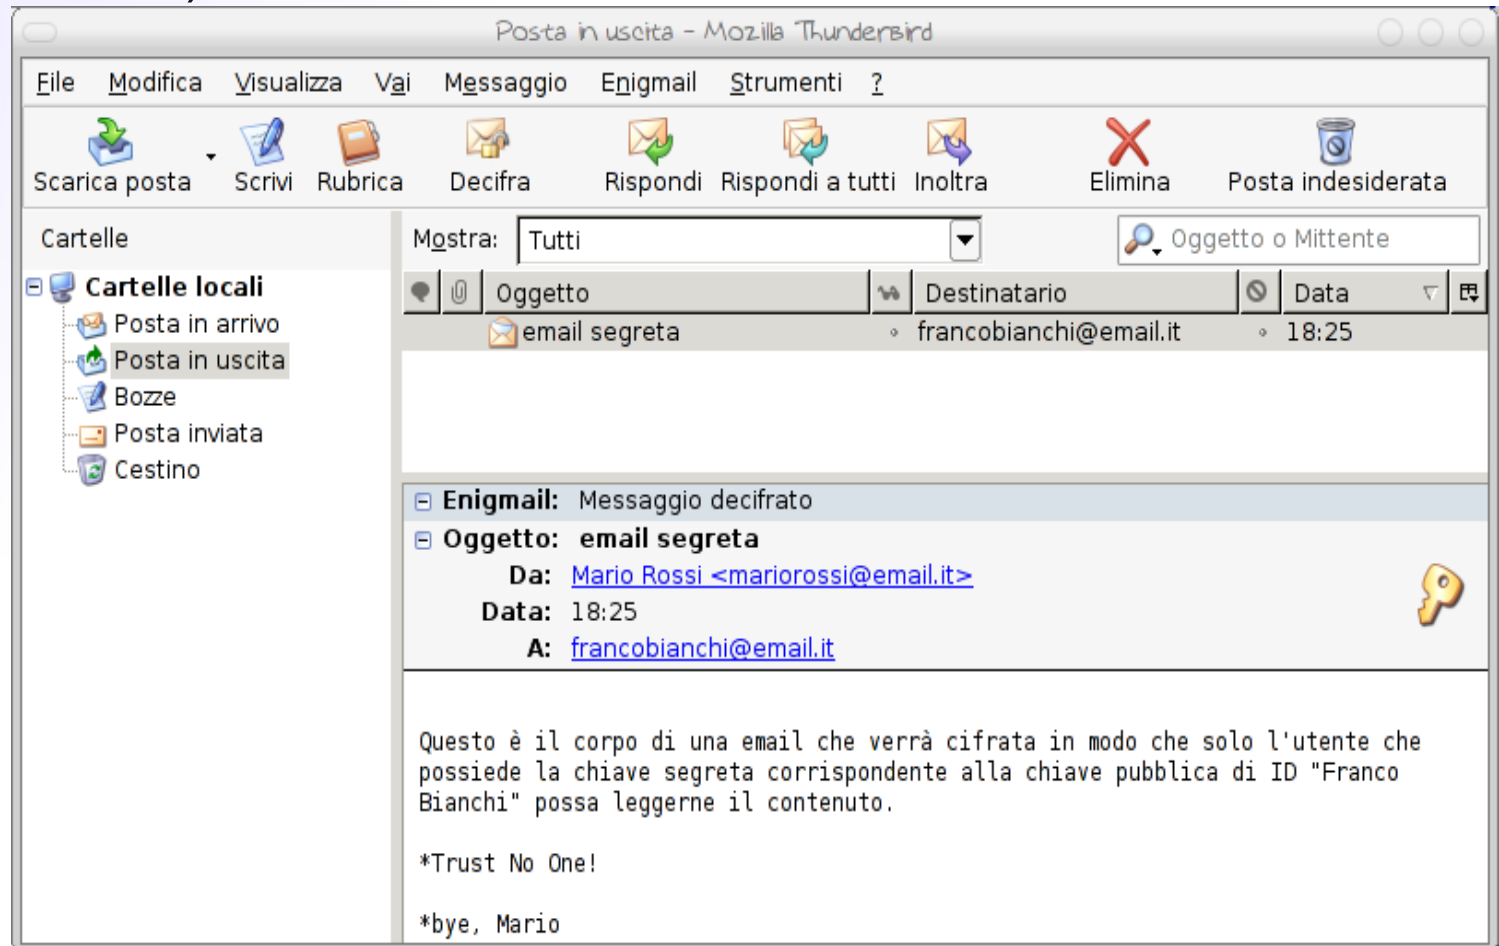 Posta in uscita - Mozilla Thunderbird
File Modifica Visualizza Vai Messaggio Enigmail Strumenti ?
Scarica posta Scrivi Rubrica Decifra Rispondi Rispondi a tutti Inoltra Elimina Posta indesiderata
Cartelle
Cartelle locali
Posta in arrivo
Posta in uscita
Bozze
Posta inviata
Cestino
Mostra: Tutti Oggetto o Mittente
Oggetto Destinatario Data
email segreta francobianchi@email.it 18:25
Enigmail: Messaggio decifrato
Oggetto: email segreta
Da: Mario Rossi <mariorossi@email.it>
Data: 18:25
A: francobianchi@email.it
Questo è il corpo di una email che verrà cifrata in modo che solo l'utente che
possiede la chiave segreta corrispondente alla chiave pubblica di ID "Franco
Bianchi" possa leggerne il contenuto.
*Trust No One!
*bye, Mario